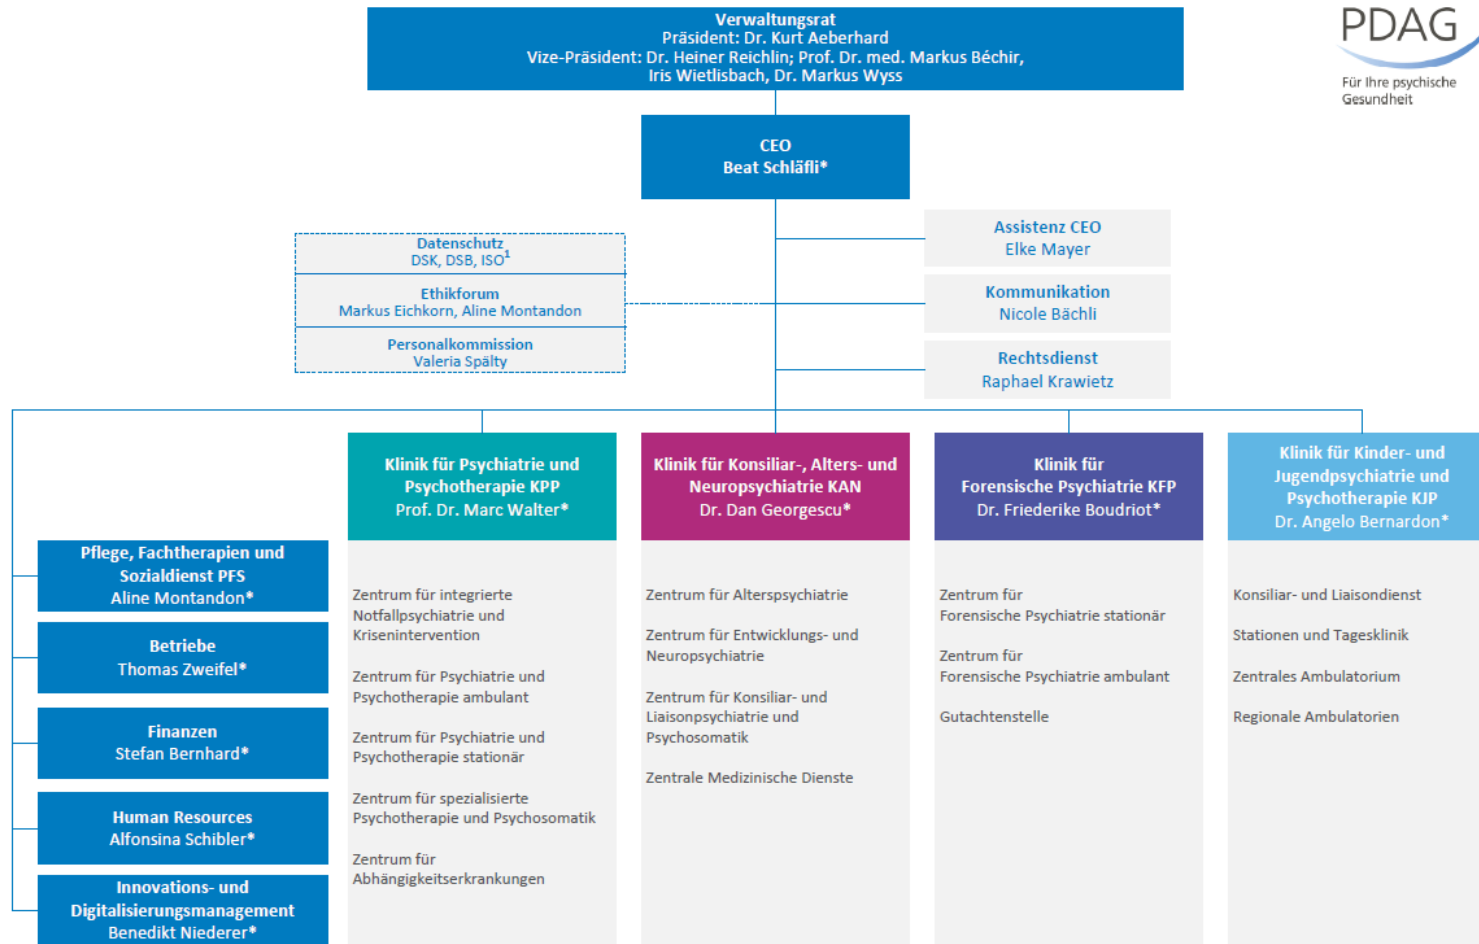 Verwaltungsrat
Präsident: Dr. Kurt Aeberhard
Vize-Präsident: Dr. Heiner Reichlin; Prof. Dr. med. Markus Béchir,
Iris Wietlisbach, Dr. Markus Wyss
PDAG
Für Ihre psychische
Gesundheit
CEO
Beat Schläfli*
Datenschutz
DSK, DSB, ISO¹
Ethikforum
Markus Eichkorn, Aline Montandon
Personalkommission
Valeria Spälty
Assistenz CEO
Elke Mayer
Kommunikation
Nicole Bächli
Rechtsdienst
Raphael Krawietz
Pflege, Fachtherapien und
Sozialdienst PFS
Aline Montandon*
Betriebe
Thomas Zweifel*
Finanzen
Stefan Bernhard*
Human Resources
Alfonsina Schibler*
Innovations- und
Digitalisierungsmanagement
Benedikt Niederer*
Klinik für Psychiatrie und
Psychotherapie KPP
Prof. Dr. Marc Walter*
Zentrum für integrierte
Notfallpsychiatrie und
Krisenintervention
Zentrum für Psychiatrie und
Psychotherapie ambulant
Zentrum für Psychiatrie und
Psychotherapie stationär
Zentrum für spezialisierte
Psychotherapie und Psychosomatik
Zentrum für
Abhängigkeitserkrankungen
Klinik für Konsiliar-, Alters- und
Neuropsychiatrie KAN
Dr. Dan Georgescu*
Zentrum für Alterspsychiatrie
Zentrum für Entwicklungs- und
Neuropsychiatrie
Zentrum für Konsiliar- und
Liaisonpsychiatrie und
Psychosomatik
Zentrale Medizinische Dienste
Klinik für
Forensische Psychiatrie KFP
Dr. Friederike Boudriot*
Zentrum für
Forensische Psychiatrie stationär
Zentrum für
Forensische Psychiatrie ambulant
Gutachtenstelle
Klinik für Kinder- und
Jugendpsychiatrie und
Psychotherapie KJP
Dr. Angelo Bernardon*
Konsiliar- und Liaisondienst
Stationen und Tagesklinik
Zentrales Ambulatorium
Regionale Ambulatorien